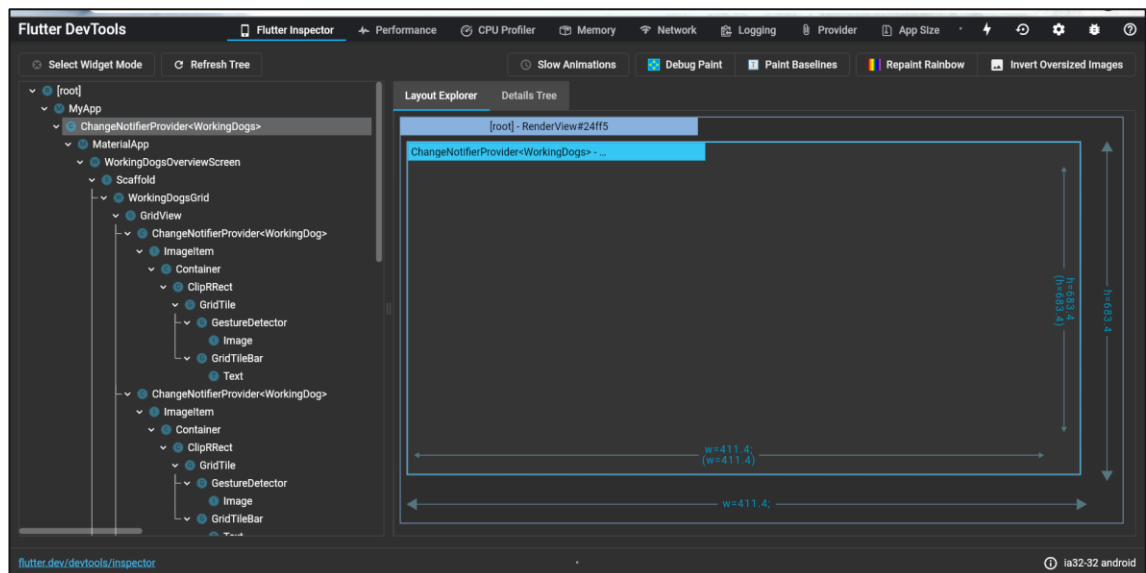 Flutter DevTools
Flutter Inspector
Performance
CPU Profiler
Memory
Network
Logging
Provider
App Size
Select Widget Mode
Refresh Tree
Slow Animations
Debug Paint
Paint Baselines
Repaint Rainbow
Invert Oversized Images
[root]
MyApp
ChangeNotifierProvider<WorkingDogs>
MaterialApp
WorkingDogsOverviewScreen
Scaffold
WorkingDogsGrid
GridView
ChangeNotifierProvider<WorkingDog>
ImageItem
Container
ClipRRect
GridTile
GestureDetector
Image
GridTileBar
Text
ChangeNotifierProvider<WorkingDog>
ImageItem
Container
ClipRRect
GridTile
GestureDetector
Image
GridTileBar
Text
Layout Explorer
Details Tree
[root] - RenderView#24ff5
ChangeNotifierProvider<WorkingDogs> - ...
h=683.4
(h=683.4)
h=683.4
w=411.4;
(w=411.4)
w=411.4;
flutter.dev/devtools/inspector
ia32-32 android